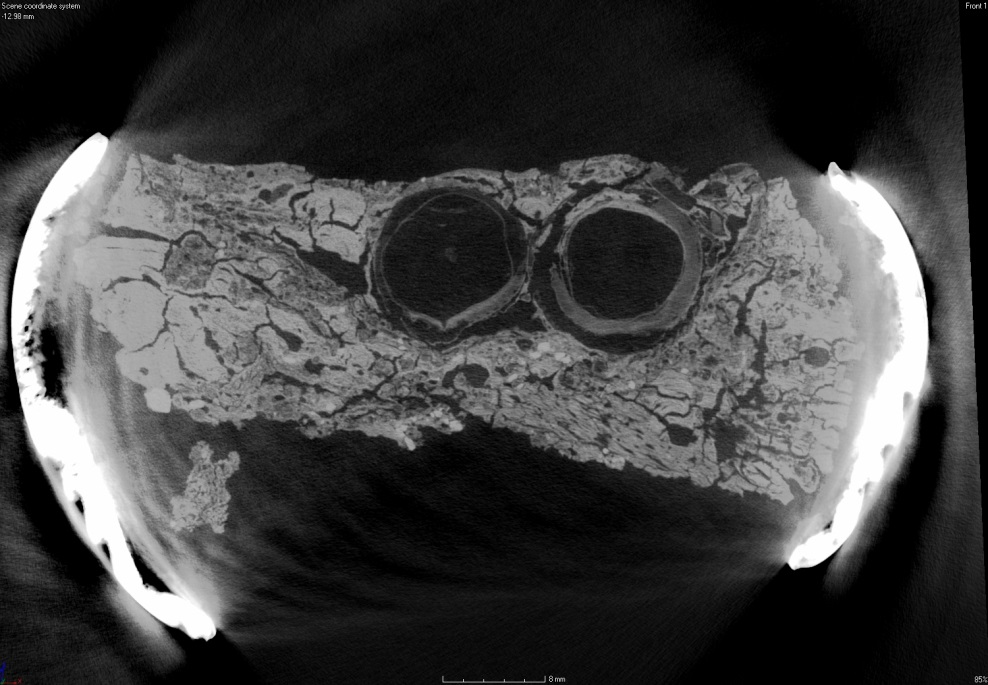 Scene coordinate system
-12.98 mm
Front 1
8 mm
85%